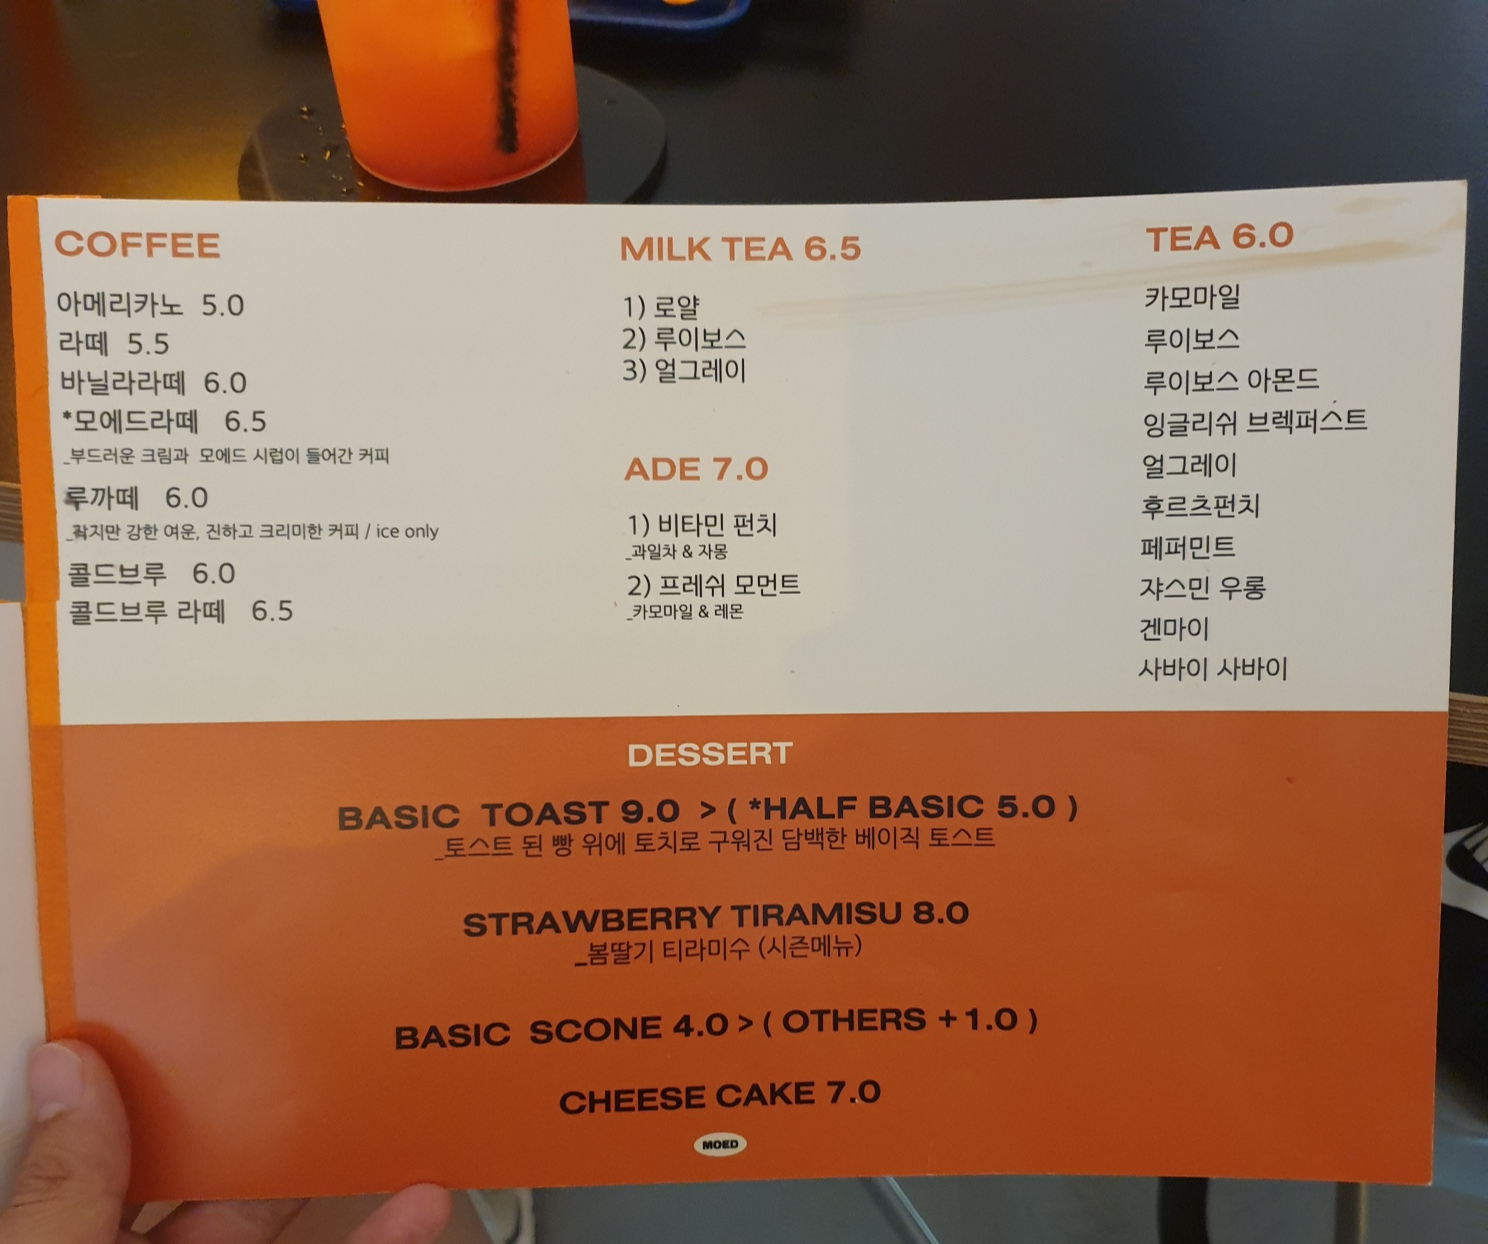 COFFEE
아메리카노 5.0
라떼 5.5
바닐라라떼 6.0
*모에드라떼 6.5
_부드러운 크림과 모에드 시럽이 들어간 커피
루까떼 6.0
_작지만 강한 여운, 진하고 크리미한 커피 / ice only
콜드브루 6.0
콜드브루 라떼 6.5
MILK TEA 6.5
1) 로얄
2) 루이보스
3) 얼그레이
ADE 7.0
1) 비타민 펀치
_과일차 & 자몽
2) 프레쉬 모먼트
_카모마일 & 레몬
TEA 6.0
카모마일
루이보스
루이보스 아몬드
잉글리쉬 브렉퍼스트
얼그레이
후르츠펀치
페퍼민트
쟈스민 우롱
겐마이
사바이 사바이
DESSERT
BASIC TOAST 9.0 > ( *HALF BASIC 5.0 )
_토스트 된 빵 위에 토치로 구워진 담백한 베이직 토스트
STRAWBERRY TIRAMISU 8.0
_봄딸기 티라미수 (시즌메뉴)
BASIC SCONE 4.0 > ( OTHERS +1.0 )
CHEESE CAKE 7.0
MOED